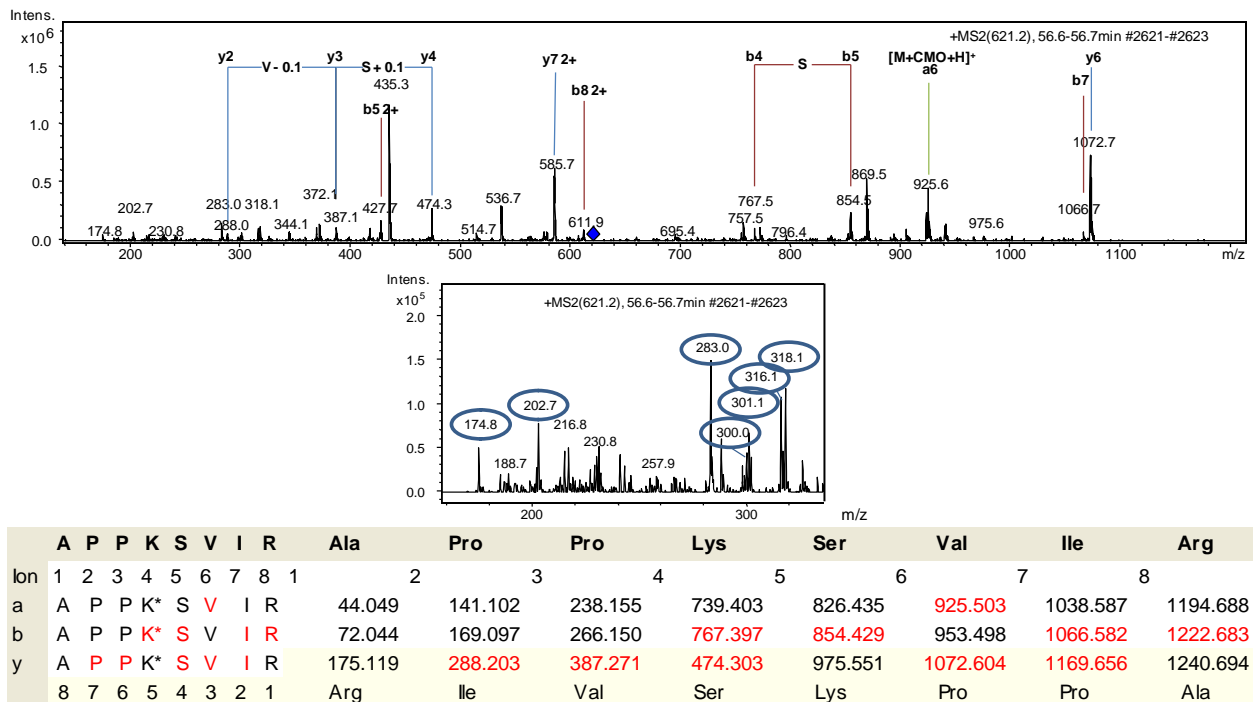 Intens.
x10⁶
+MS2(621.2), 56.6-56.7min #2621-#2623
y2 V - 0.1 y3 S + 0.1 y4 y7 2+ b4 S b5 [M+CMO+H]⁺ y6
a6
b7
b8 2+
b5 2+
1.5
1.0
0.5
0.0
435.3
1072.7
585.7
869.5
925.6
536.7
372.1
767.5
854.5
1066.7
202.7 283.0 318.1 387.1 427.7 474.3 611.9 757.5 975.6
174.8 230.8 288.0 344.1 514.7 695.4 796.4
200 300 400 500 600 700 800 900 1000 1100 m/z
Intens.
x10⁵
+MS2(621.2), 56.6-56.7min #2621-#2623
2.0
1.5
1.0
0.5
0.0
283.0
318.1
316.1
301.1
300.0
202.7
174.8
216.8
230.8
188.7
257.9
200 300 m/z
A P P K S V I R Ala Pro Pro Lys Ser Val Ile Arg
Ion 1 2 3 4 5 6 7 8 1 2 3 4 5 6 7 8
a A P P K* S V I R 44.049 141.102 238.155 739.403 826.435 925.503 1038.587 1194.688
b A P P K* S V I R 72.044 169.097 266.150 767.397 854.429 953.498 1066.582 1222.683
y A P P K* S V I R 175.119 288.203 387.271 474.303 975.551 1072.604 1169.656 1240.694
8 7 6 5 4 3 2 1 Arg Ile Val Ser Lys Pro Pro Ala